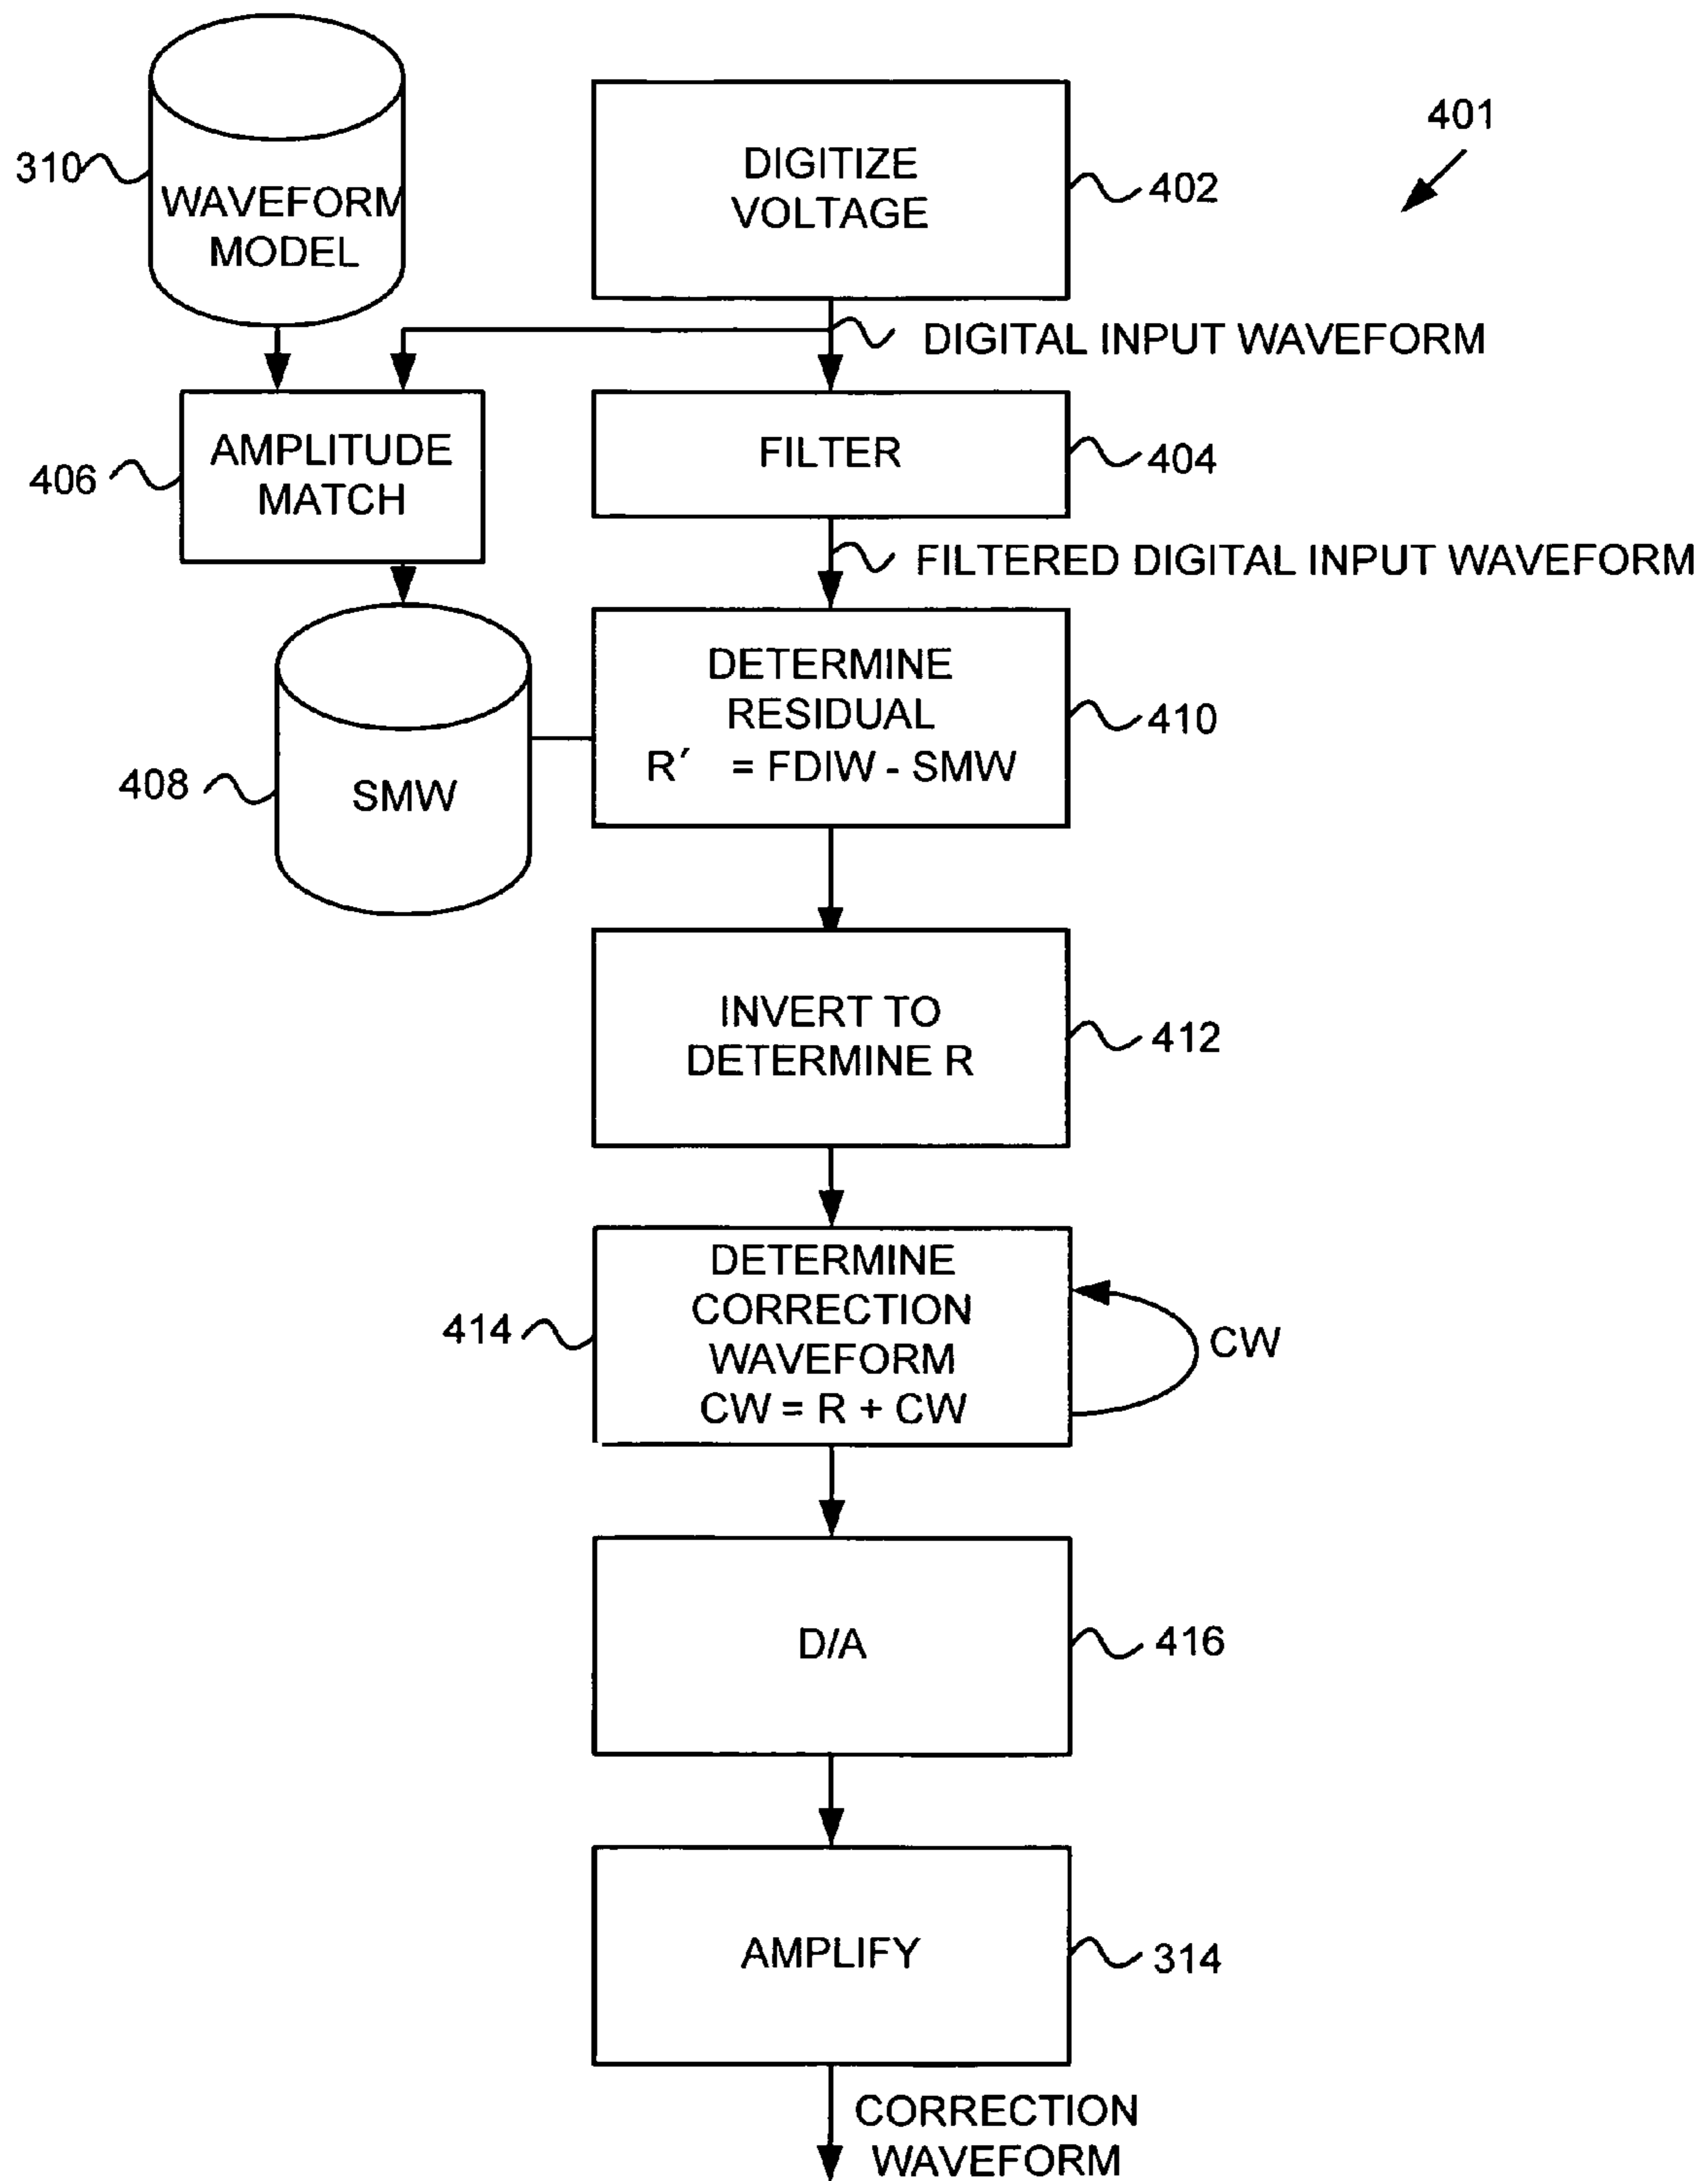 401
310
WAVEFORM
MODEL
DIGITIZE
VOLTAGE
402
DIGITAL INPUT WAVEFORM
406
AMPLITUDE
MATCH
FILTER
404
FILTERED DIGITAL INPUT WAVEFORM
408
SMW
DETERMINE
RESIDUAL
R′ = FDIW - SMW
410
INVERT TO
DETERMINE R
412
414
DETERMINE
CORRECTION
WAVEFORM
CW = R + CW
CW
D/A
416
AMPLIFY
314
CORRECTION
WAVEFORM